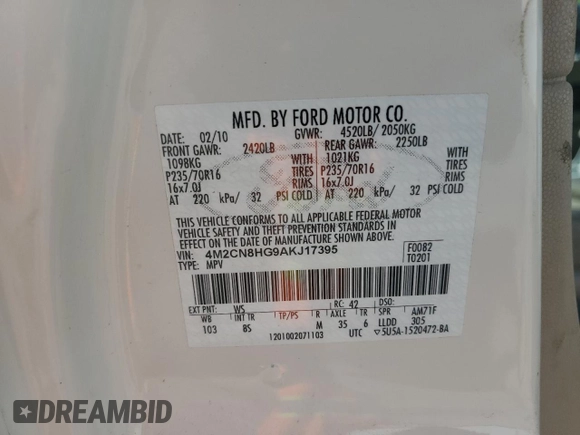 MFD. BY FORD MOTOR CO.
DATE: 02/10 GVWR: 4520LB/ 2050KG
FRONT GAWR: 2420LB REAR GAWR: 2250LB
1098KG WITH 1021KG WITH
P235/70R16 TIRES P235/70R16 TIRES
16x7.0J RIMS 16x7.0J RIMS
AT 220 kPa/ 32 PSI COLD AT 220 kPa/ 32 PSI COLD
THIS VEHICLE CONFORMS TO ALL APPLICABLE FEDERAL MOTOR
VEHICLE SAFETY AND THEFT PREVENTION STANDARDS IN
EFFECT ON THE DATE OF MANUFACTURE SHOWN ABOVE.
VIN: 4M2CN8HG9AKJ17395 F0082
TYPE: MPV T0201
EXT PNT: WS RC: 42 DSO:
WB INT TR TP/PS R AXLE TR SPR AM71F
103 BS M 35 6 LLDD 305
1201002071103 UTC ▽5U5A-1520472-BA
DREAMBID